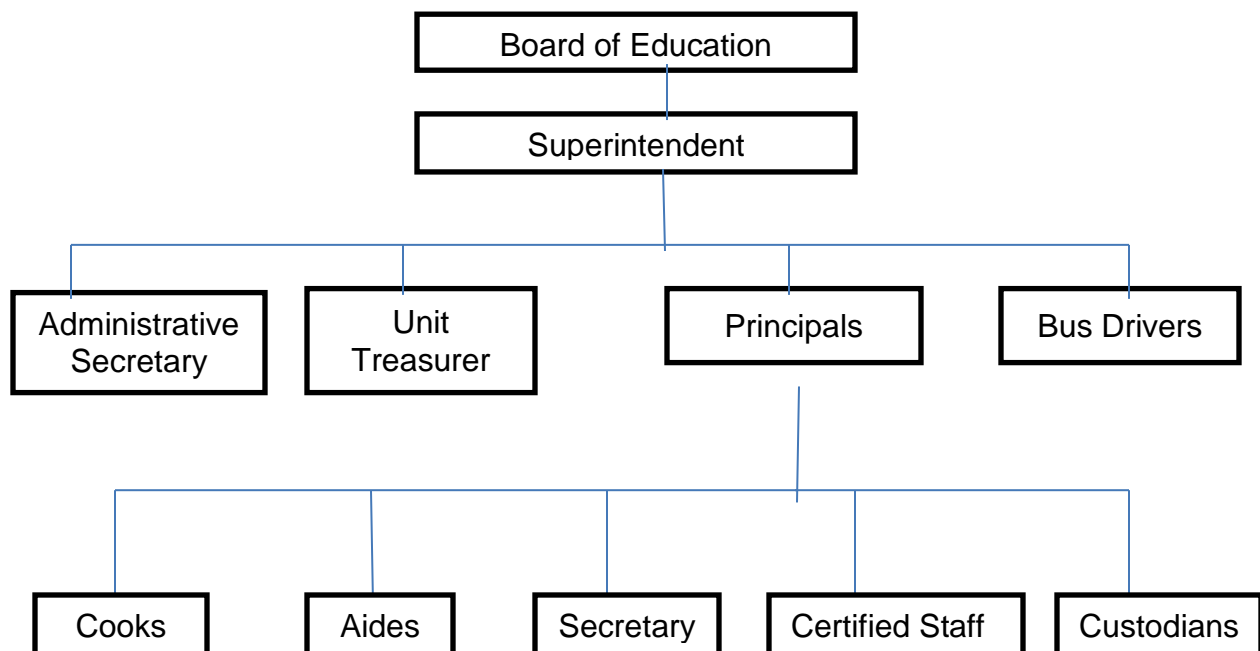 Board of Education
Superintendent
Administrative
Secretary
Unit
Treasurer
Principals
Bus Drivers
Cooks
Aides
Secretary
Certified Staff
Custodians